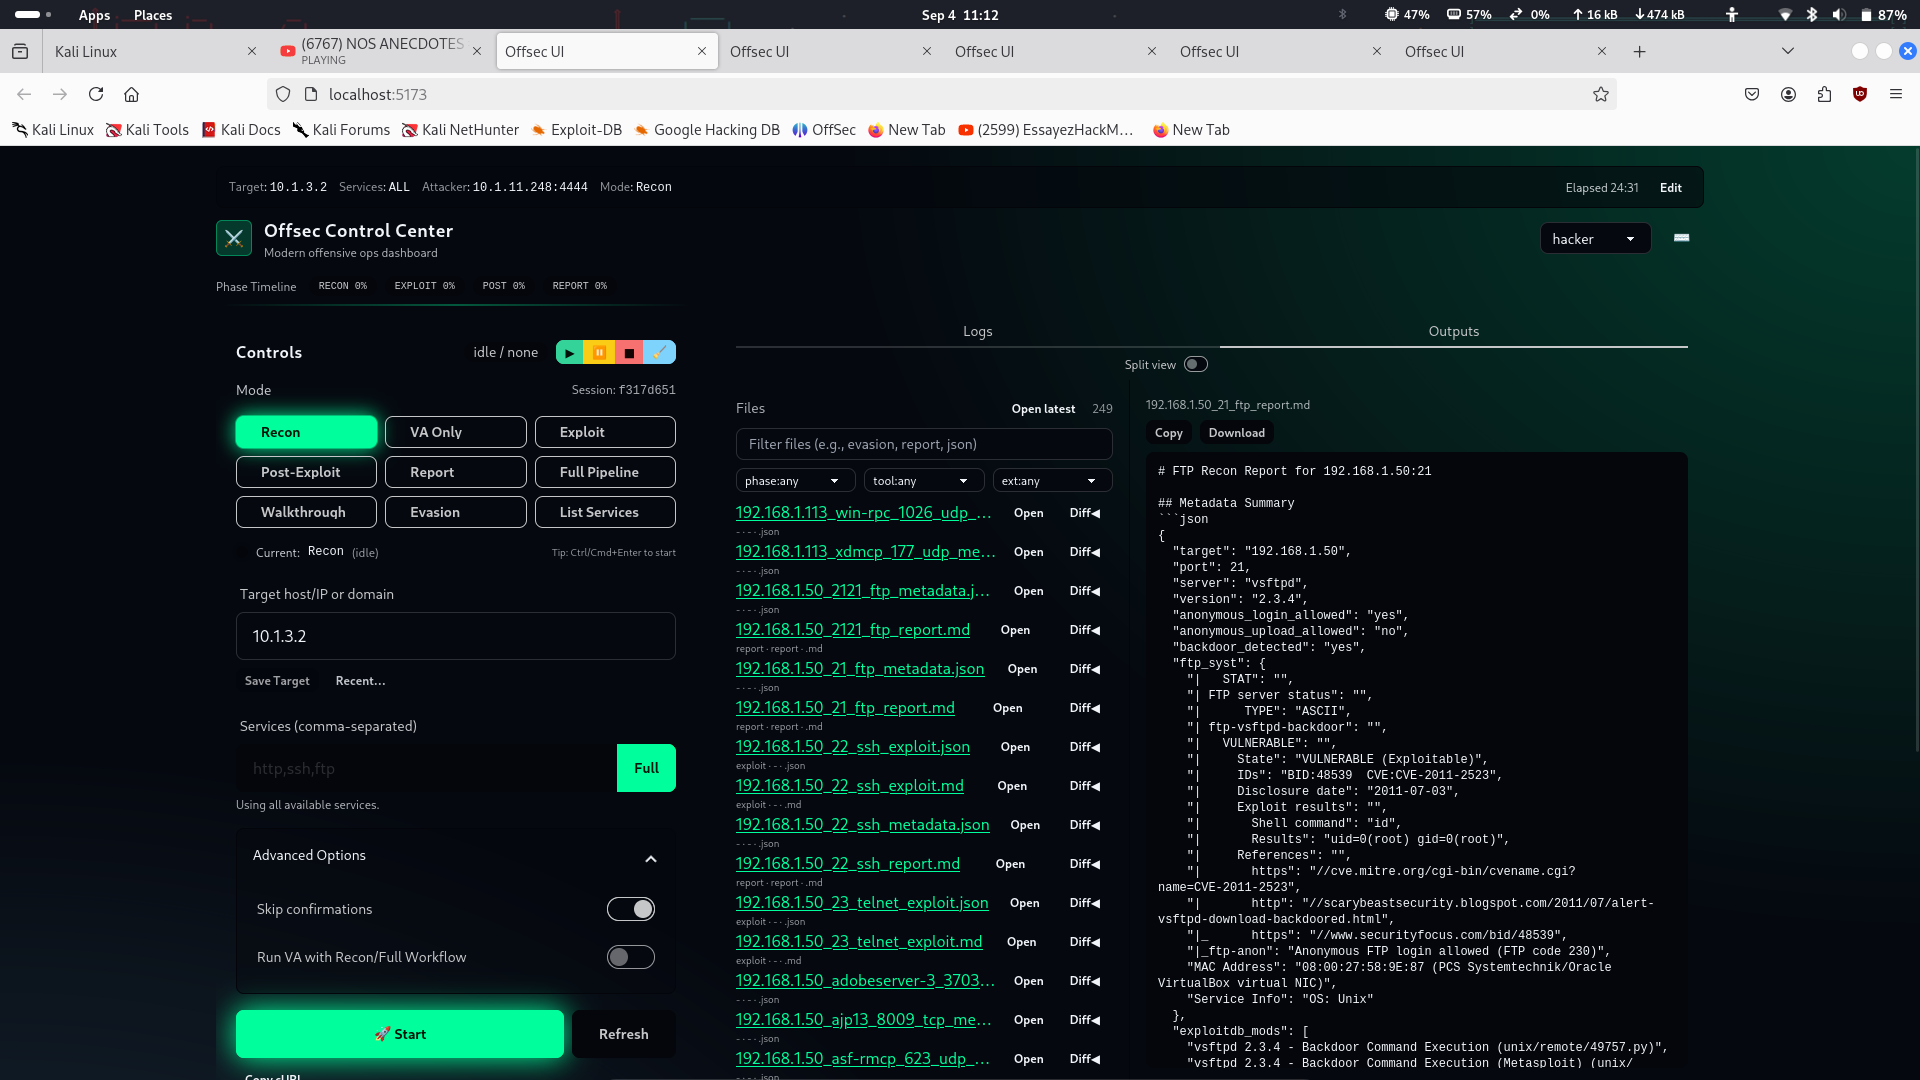 Apps Places Sep 4 11:12 47% 57% 0% 16 kB 474 kB 87%
Kali Linux
(6767) NOS ANECDOTES
PLAYING
Offsec UI
Offsec UI
Offsec UI
Offsec UI
Offsec UI
localhost:5173
Kali Linux Kali Tools Kali Docs Kali Forums Kali NetHunter Exploit-DB Google Hacking DB OffSec New Tab (2599) EssayezHackM… New Tab
Target: 10.1.3.2 Services: ALL Attacker: 10.1.11.248:4444 Mode: Recon Elapsed 24:31 Edit
Offsec Control Center
Modern offensive ops dashboard
hacker
Phase Timeline RECON 0% EXPLOIT 0% POST 0% REPORT 0%
Controls idle / none
Mode Session: f317d651
Recon VA Only Exploit
Post-Exploit Report Full Pipeline
Walkthrough Evasion List Services
Current: Recon (idle) Tip: Ctrl/Cmd+Enter to start
Target host/IP or domain
10.1.3.2
Save Target Recent...
Services (comma-separated)
http,ssh,ftp Full
Using all available services.
Advanced Options
Skip confirmations
Run VA with Recon/Full Workflow
🚀 Start Refresh
Logs Outputs
Split view
Files Open latest 249
Filter files (e.g., evasion, report, json)
phase:any tool:any ext:any
192.168.1.113_win-rpc_1026_udp_… Open Diff◀
- · - · .json
192.168.1.113_xdmcp_177_udp_me… Open Diff◀
- · - · .json
192.168.1.50_2121_ftp_metadata.j… Open Diff◀
- · - · .json
192.168.1.50_2121_ftp_report.md Open Diff◀
report · report · .md
192.168.1.50_21_ftp_metadata.json Open Diff◀
- · - · .json
192.168.1.50_21_ftp_report.md Open Diff◀
report · report · .md
192.168.1.50_22_ssh_exploit.json Open Diff◀
exploit · - · .json
192.168.1.50_22_ssh_exploit.md Open Diff◀
exploit · - · .md
192.168.1.50_22_ssh_metadata.json Open Diff◀
- · - · .json
192.168.1.50_22_ssh_report.md Open Diff◀
report · report · .md
192.168.1.50_23_telnet_exploit.json Open Diff◀
exploit · - · .json
192.168.1.50_23_telnet_exploit.md Open Diff◀
exploit · - · .md
192.168.1.50_adobeserver-3_3703… Open Diff◀
- · - · .json
192.168.1.50_ajp13_8009_tcp_me… Open Diff◀
- · - · .json
192.168.1.50_asf-rmcp_623_udp_… Open Diff◀
192.168.1.50_21_ftp_report.md
Copy Download
# FTP Recon Report for 192.168.1.50:21
## Metadata Summary
```json
{
"target": "192.168.1.50",
"port": 21,
"server": "vsftpd",
"version": "2.3.4",
"anonymous_login_allowed": "yes",
"anonymous_upload_allowed": "no",
"backdoor_detected": "yes",
"ftp_syst": {
"|   STAT": "",
"| FTP server status": "",
"|      TYPE": "ASCII",
"| ftp-vsftpd-backdoor": "",
"|   VULNERABLE": "",
"|     State": "VULNERABLE (Exploitable)",
"|     IDs": "BID:48539  CVE:CVE-2011-2523",
"|     Disclosure date": "2011-07-03",
"|     Exploit results": "",
"|       Shell command": "id",
"|       Results": "uid=0(root) gid=0(root)",
"|     References": "",
"|       https": "//cve.mitre.org/cgi-bin/cvename.cgi?
name=CVE-2011-2523",
"|       http": "//scarybeastsecurity.blogspot.com/2011/07/alert-
vsftpd-download-backdoored.html",
"|_      https": "//www.securityfocus.com/bid/48539",
"|_ftp-anon": "Anonymous FTP login allowed (FTP code 230)",
"MAC Address": "08:00:27:58:9E:87 (PCS Systemtechnik/Oracle
VirtualBox virtual NIC)",
"Service Info": "OS: Unix"
},
"exploitdb_mods": [
"vsftpd 2.3.4 - Backdoor Command Execution (unix/remote/49757.py)",
"vsftpd 2.3.4 - Backdoor Command Execution (Metasploit) (unix/